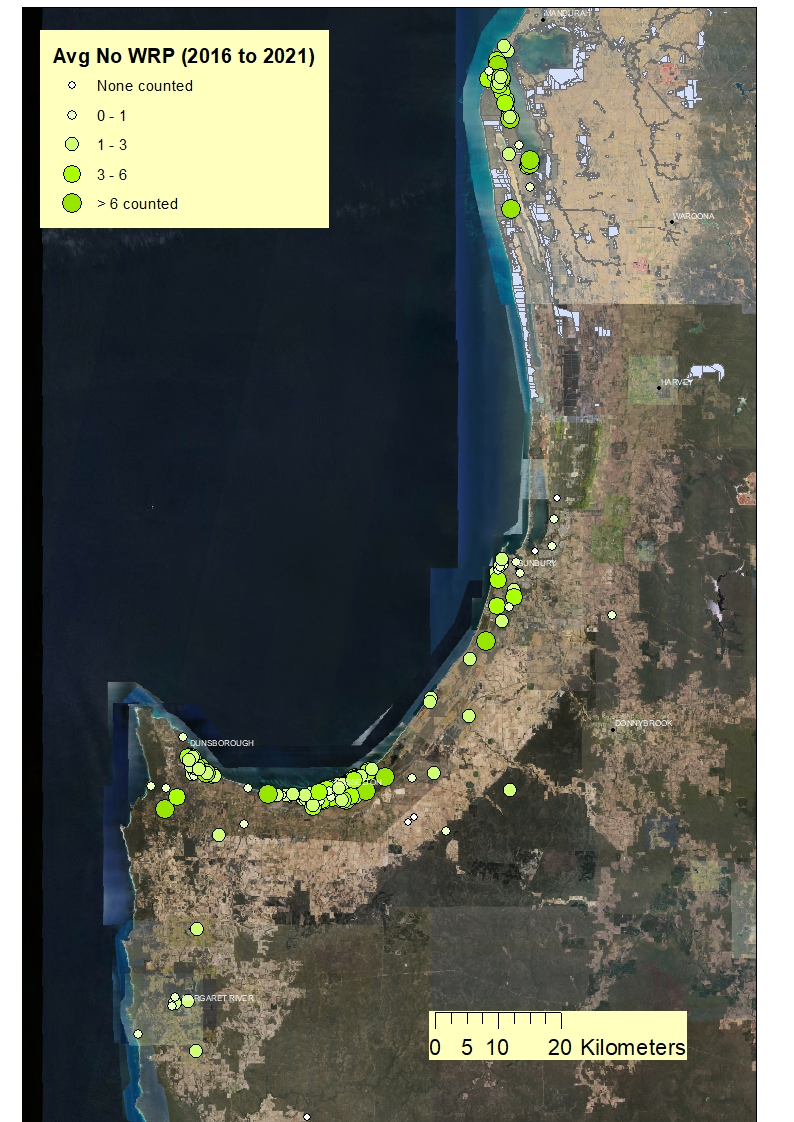 MANDURAH
Avg No WRP (2016 to 2021)
None counted
0 - 1
1 - 3
3 - 6
> 6 counted
WAROONA
HARVEY
BUNBURY
DONNYBROOK
DUNSBOROUGH
MARGARET RIVER
0 5 10 20 Kilometers